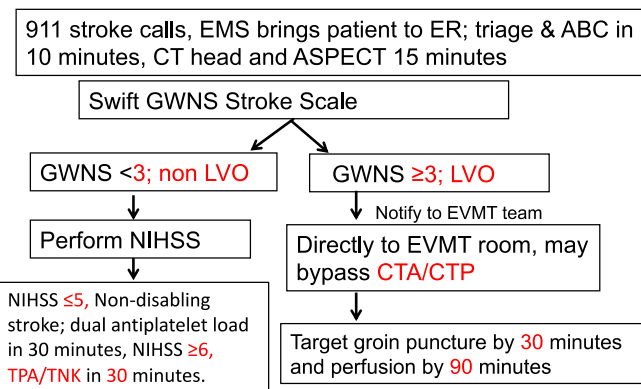 911 stroke calls, EMS brings patient to ER; triage & ABC in
10 minutes, CT head and ASPECT 15 minutes
Swift GWNS Stroke Scale
GWNS <3; non LVO
GWNS ≥3; LVO
Notify to EVMT team
Perform NIHSS
Directly to EVMT room, may
bypass CTA/CTP
NIHSS ≤5, Non-disabling
stroke; dual antiplatelet load
in 30 minutes, NIHSS ≥6,
TPA/TNK in 30 minutes.
Target groin puncture by 30 minutes
and perfusion by 90 minutes